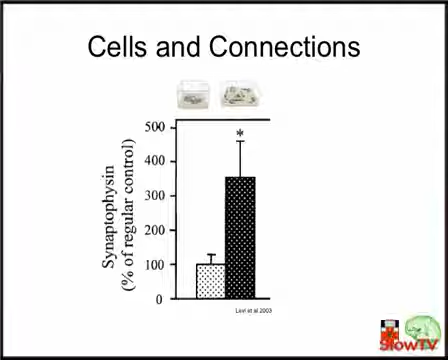 Cells and Connections
Synaptophysin
(% of regular control)
500
400
300
200
100
0
*
Levi et al 2003
SlowTV